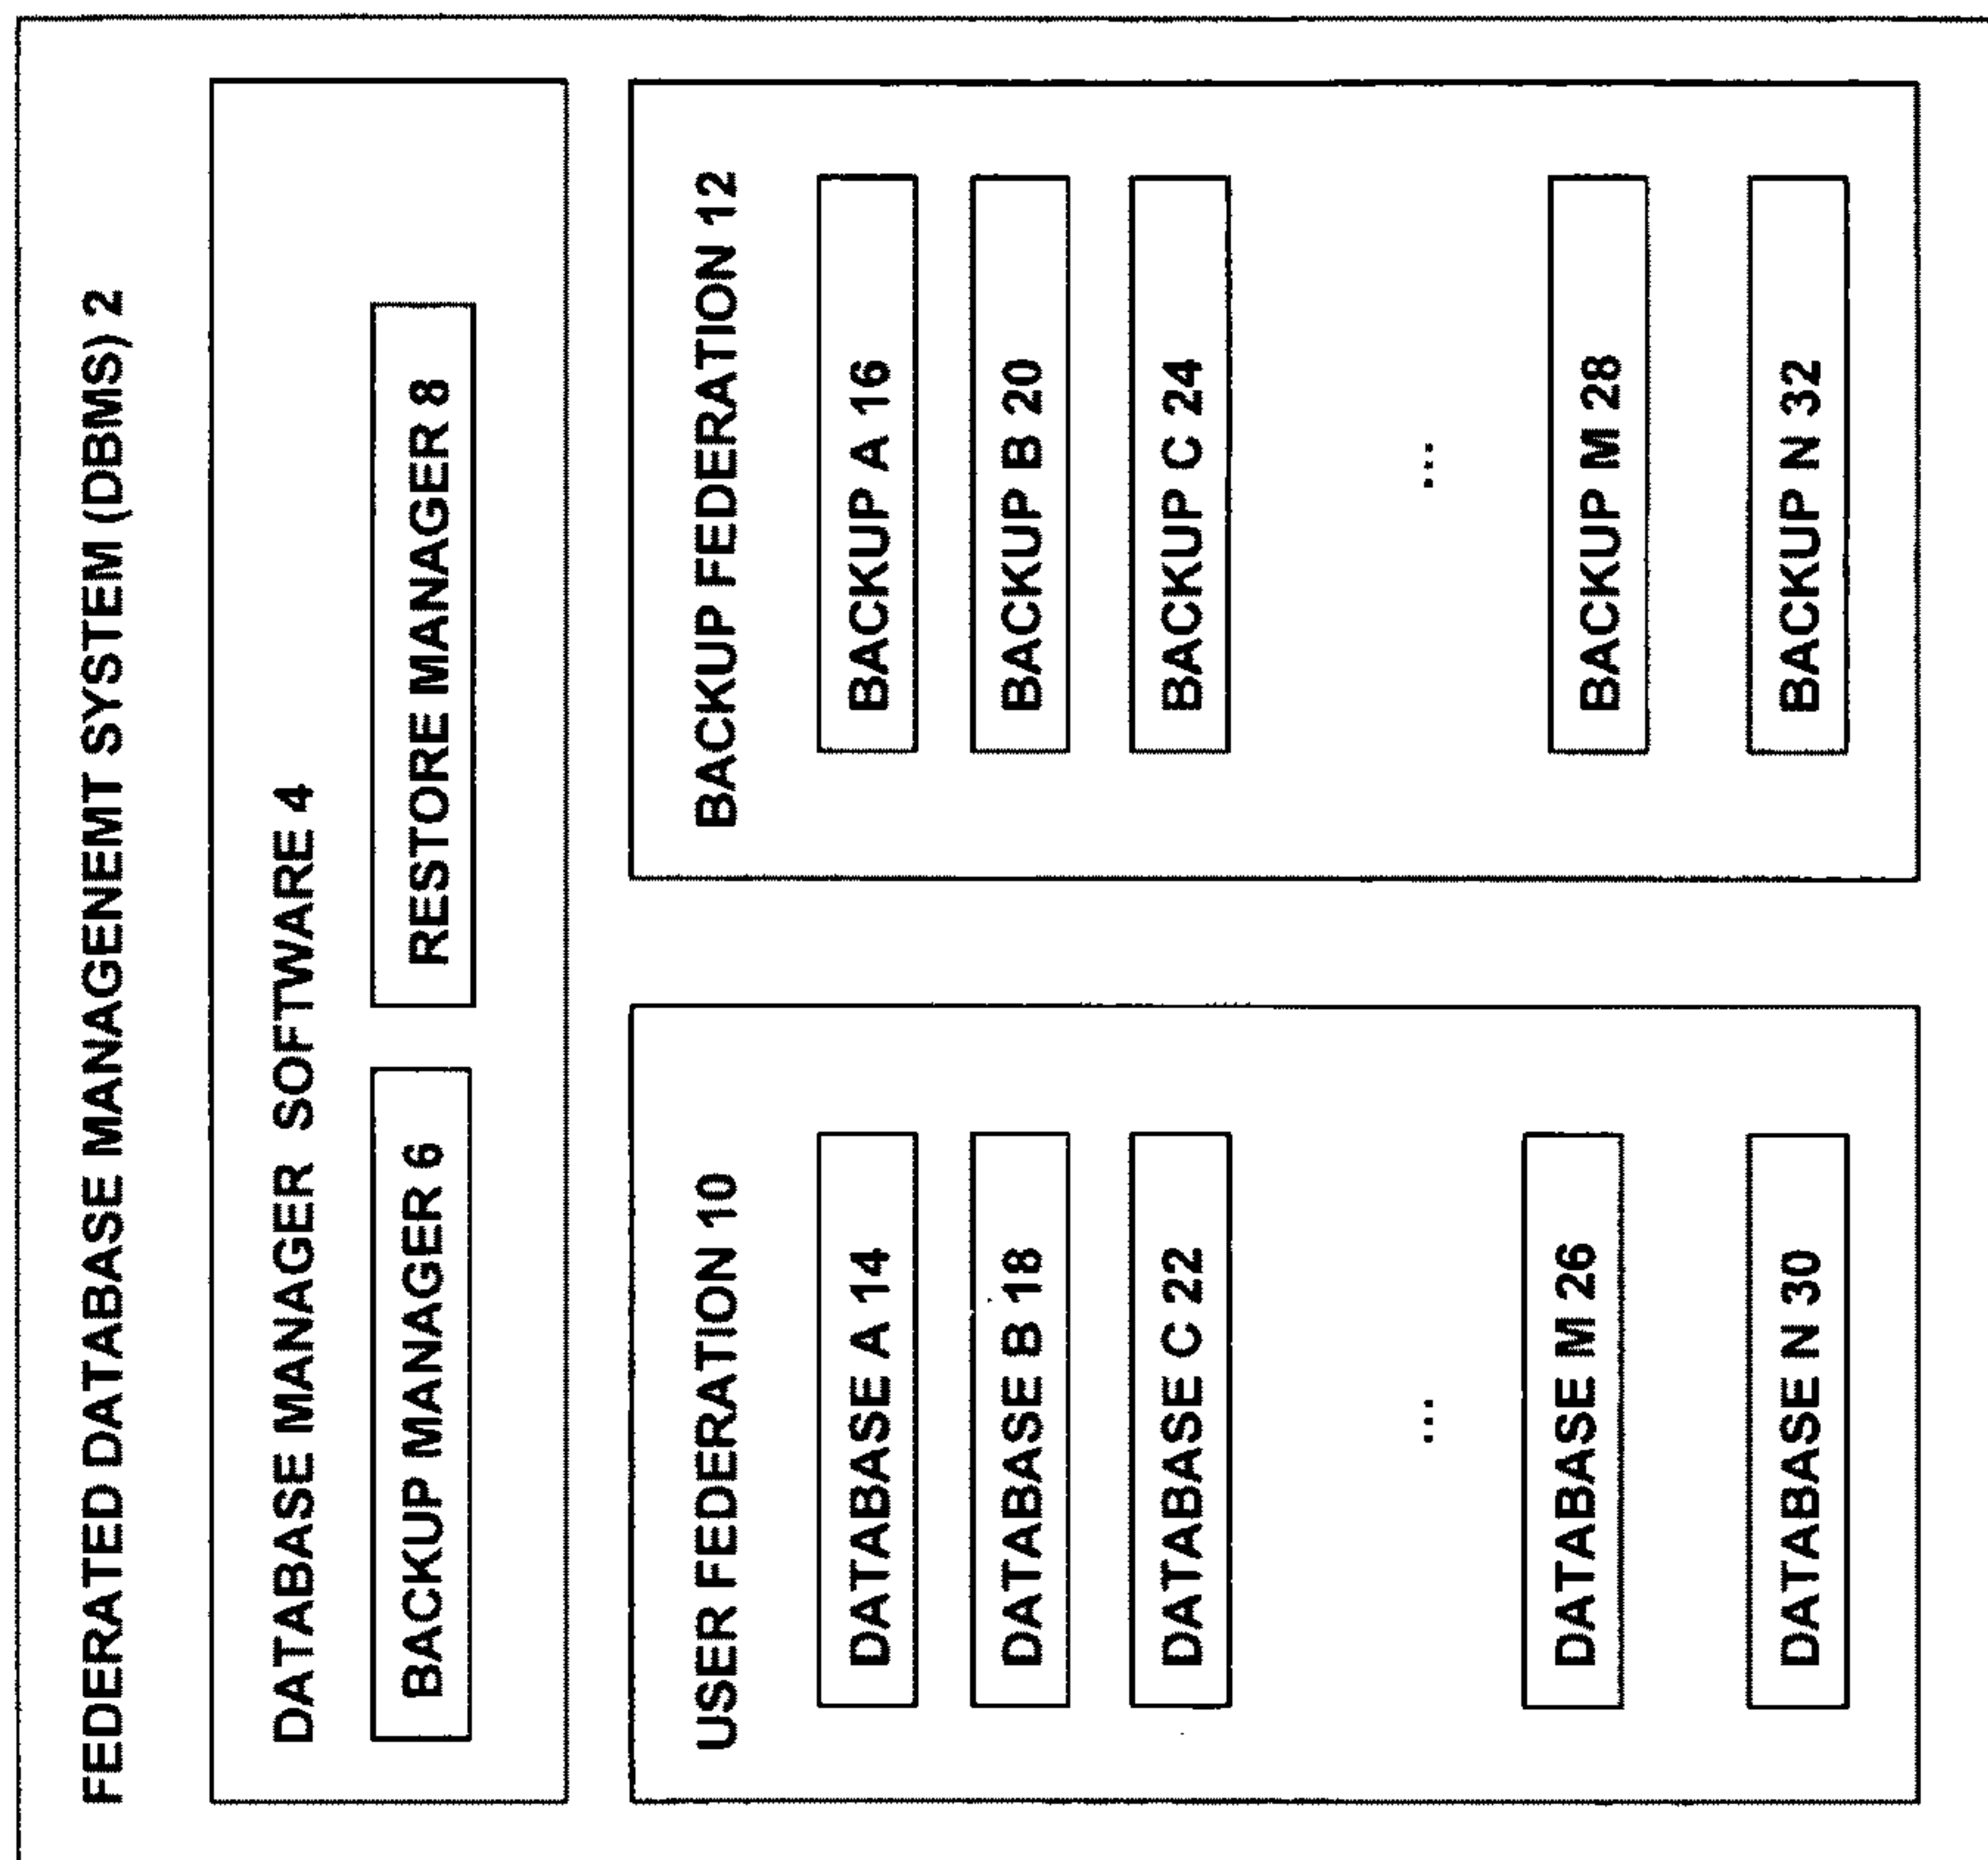 FEDERATED DATABASE MANAGENEMT SYSTEM (DBMS) 2
DATABASE MANAGER SOFTWARE 4
BACKUP MANAGER 6
RESTORE MANAGER 8
USER FEDERATION 10
DATABASE A 14
DATABASE B 18
DATABASE C 22
...
DATABASE M 26
DATABASE N 30
BACKUP FEDERATION 12
BACKUP A 16
BACKUP B 20
BACKUP C 24
...
BACKUP M 28
BACKUP N 32